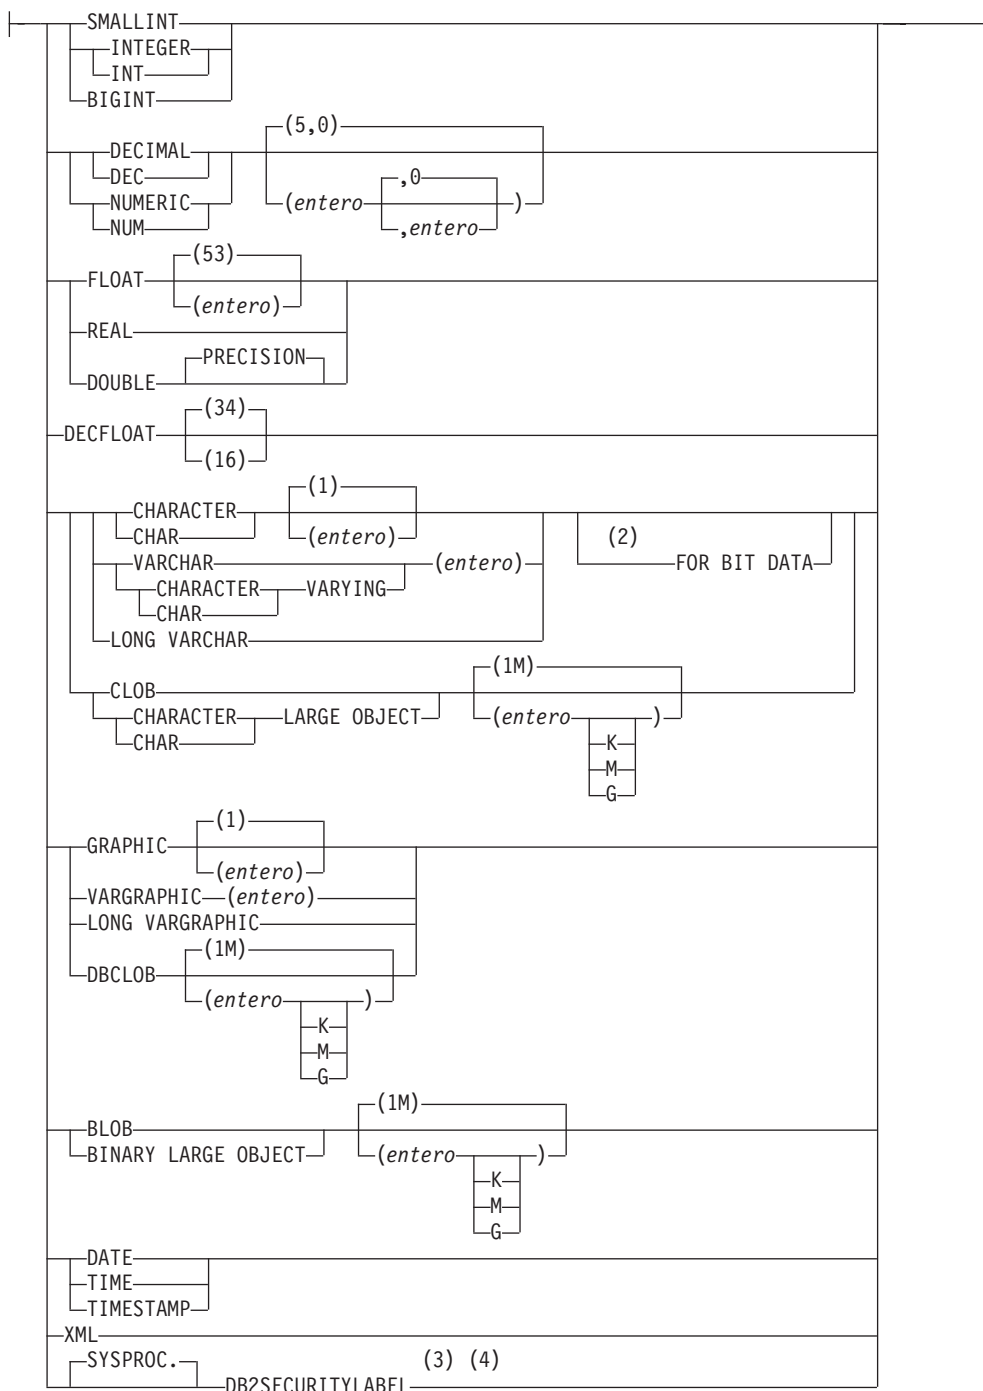 SMALLINT
INTEGER
INT
BIGINT
(5,0)
DECIMAL
DEC
,0
NUMERIC
(entero )
NUM
,entero
(53)
FLOAT
(entero)
REAL
PRECISION
DOUBLE
(34)
DECFLOAT
(16)
(1)
CHARACTER
CHAR
(entero)
(2)
VARCHAR
(entero)
FOR BIT DATA
CHARACTER
VARYING
CHAR
LONG VARCHAR
(1M)
CLOB
CHARACTER
LARGE OBJECT
(entero )
CHAR
K
M
G
(1)
GRAPHIC
(entero)
VARGRAPHIC (entero)
LONG VARGRAPHIC
(1M)
DBCLOB
(entero )
K
M
G
(1M)
BLOB
BINARY LARGE OBJECT
(entero )
K
M
G
DATE
TIME
TIMESTAMP
XML
SYSPROC.
(3) (4)
DB2SECURITYLABEL